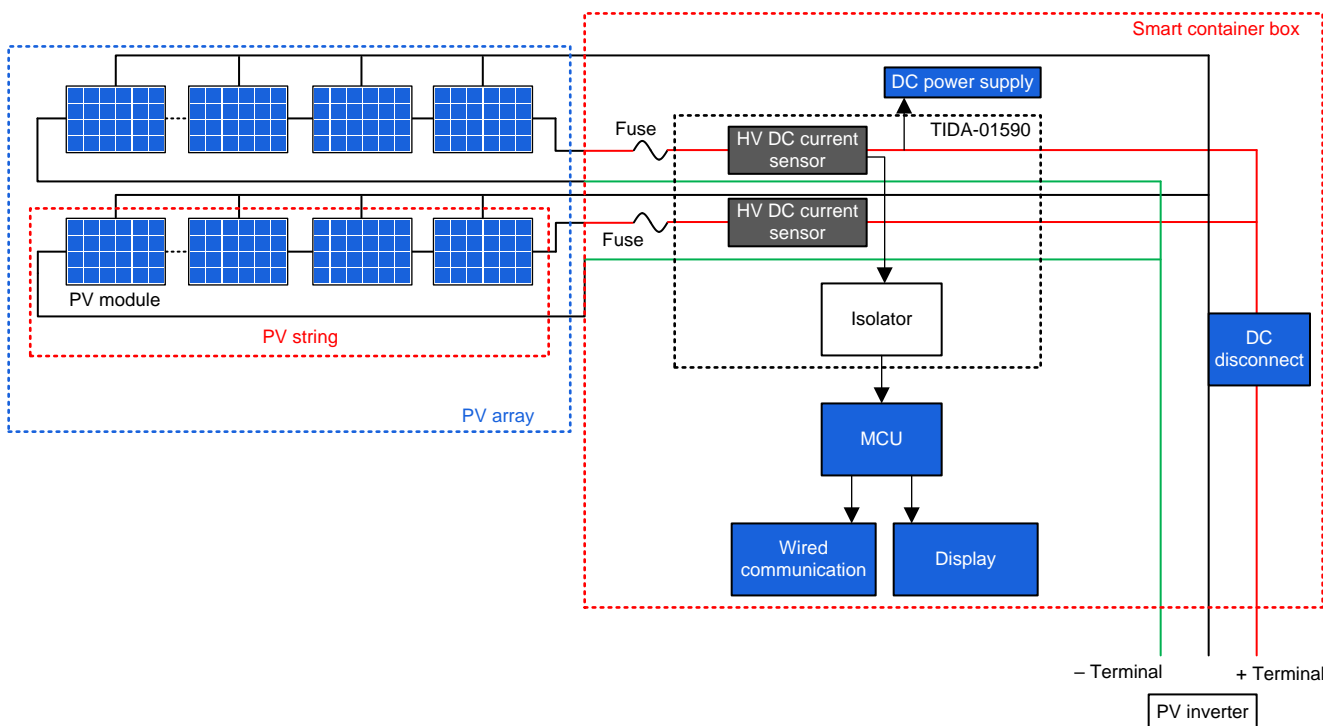 Smart container box
DC power supply
TIDA-01590
Fuse
HV DC current
sensor
HV DC current
sensor
Fuse
PV module
Isolator
PV string
DC
disconnect
PV array
MCU
Wired
communication
Display
– Terminal
+ Terminal
PV inverter